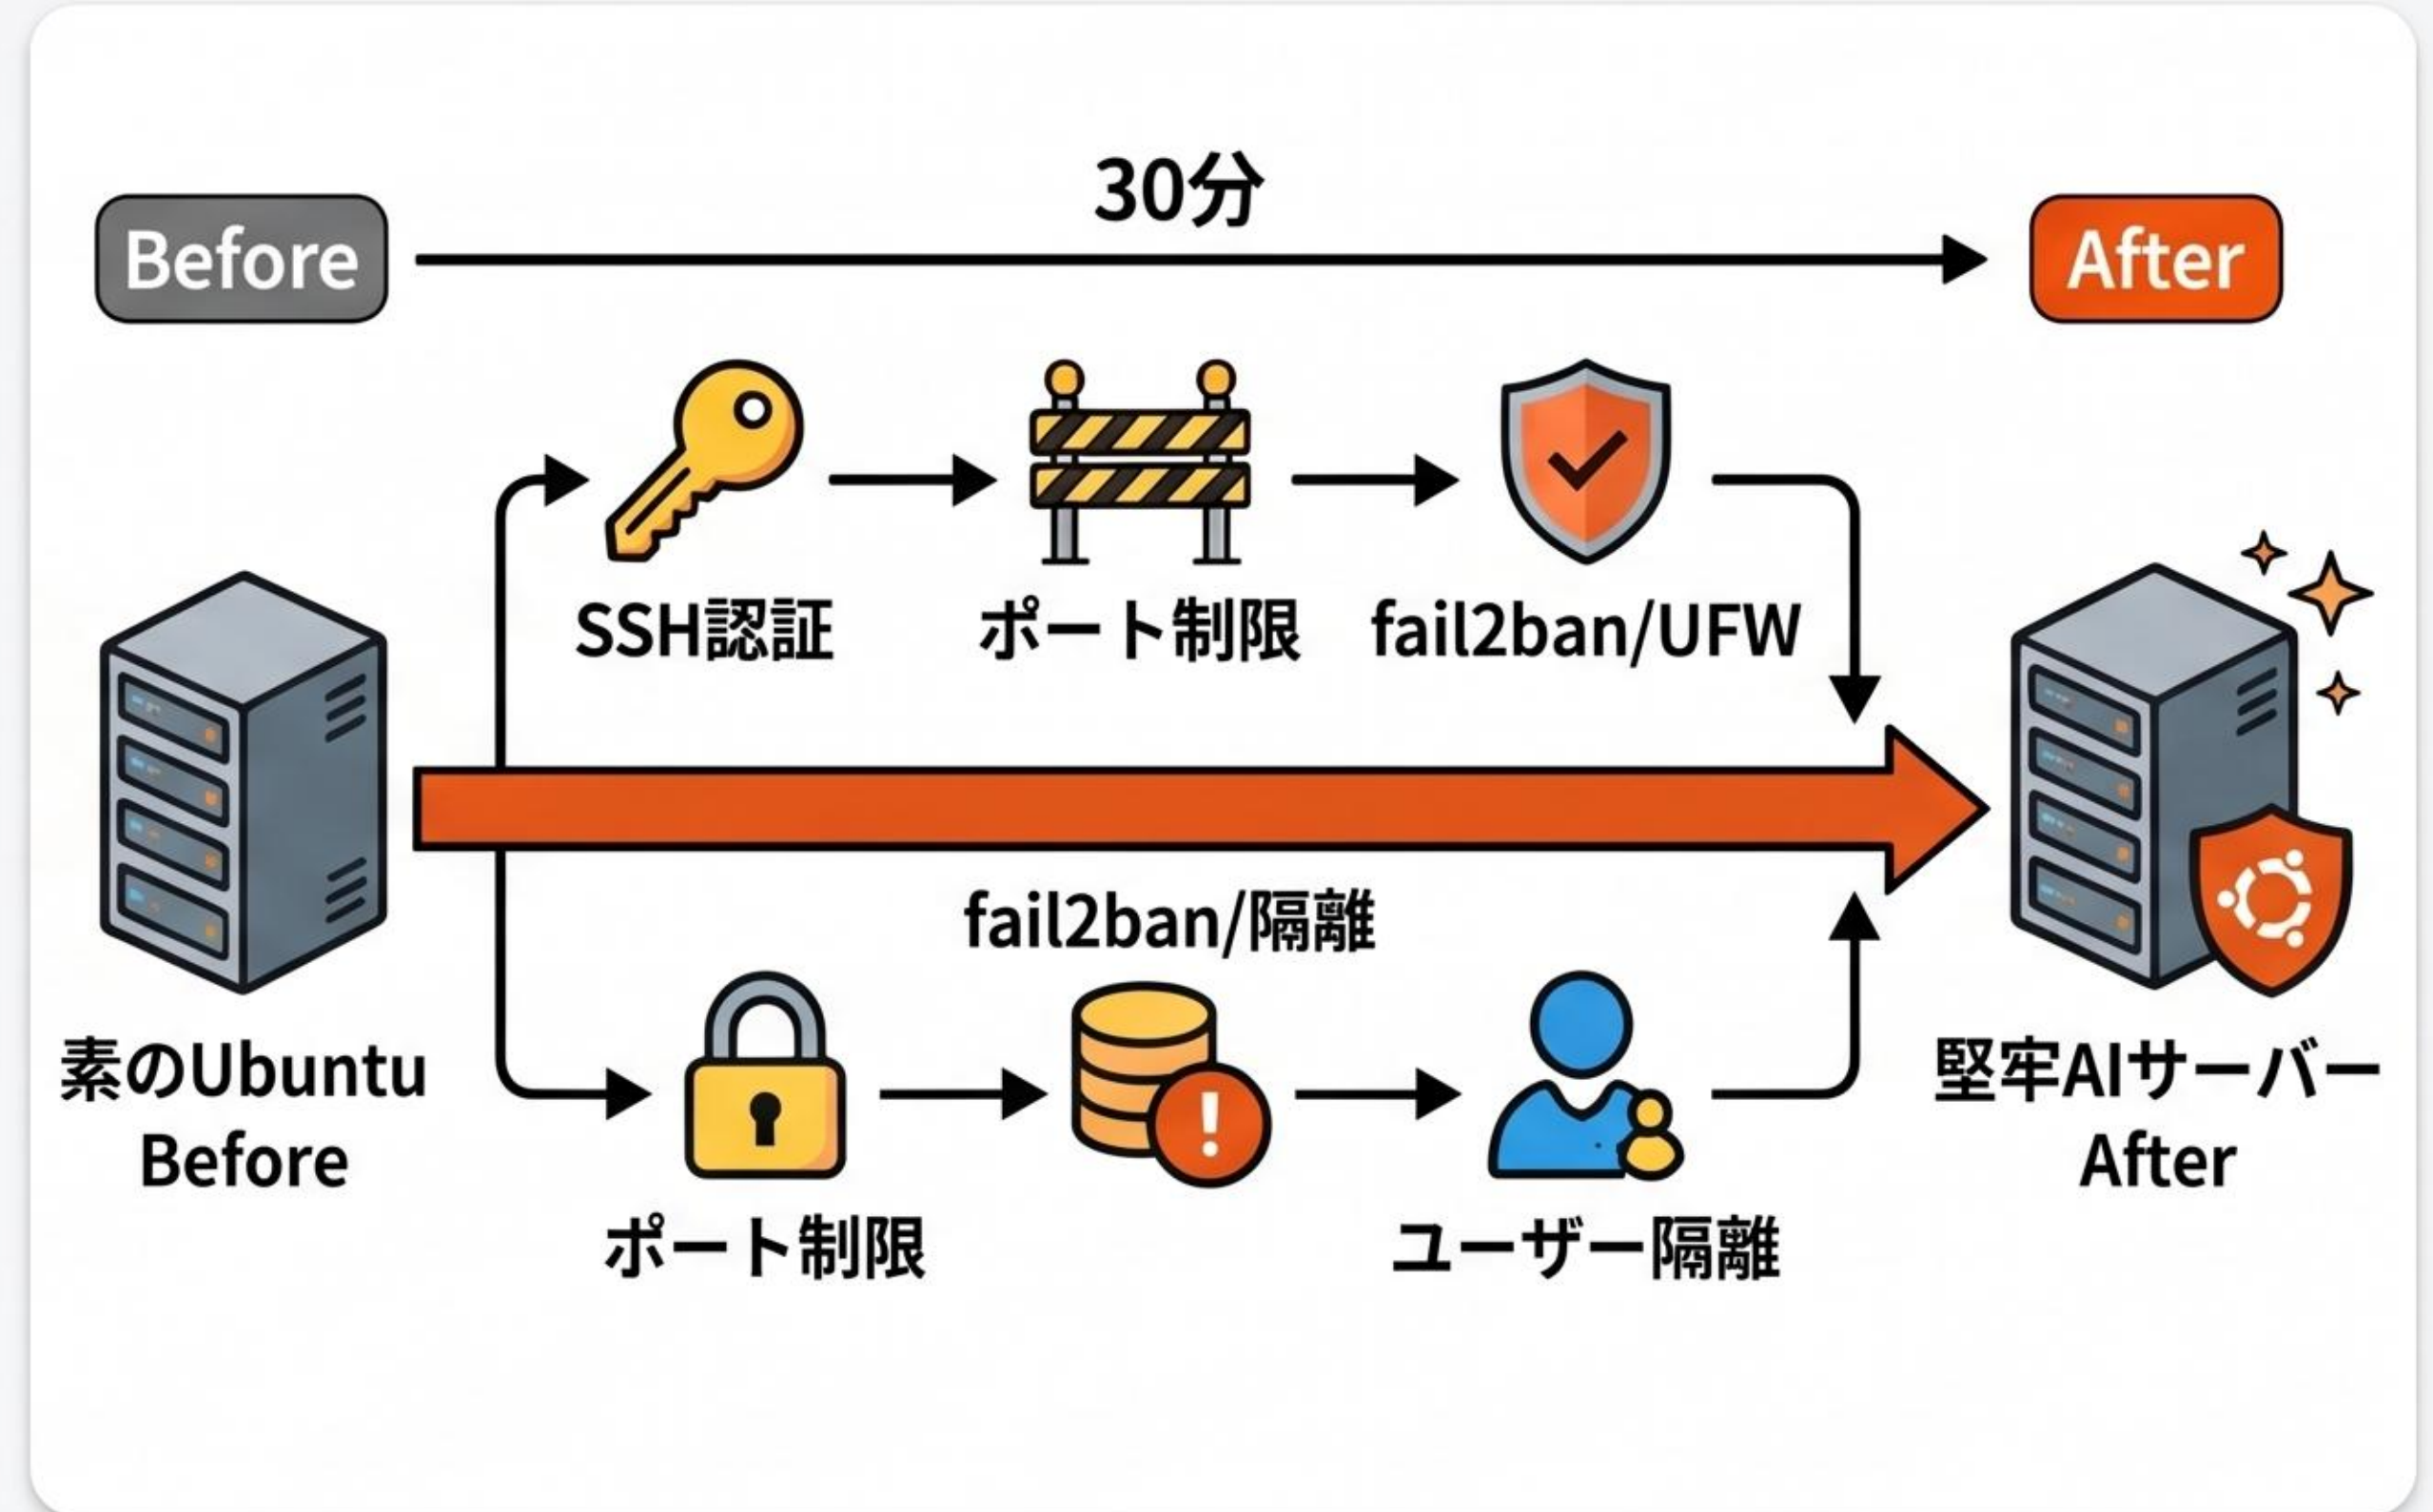 30分
Before
After
SSH認証
ポート制限
fail2ban/UFW
fail2ban/隔離
素のUbuntu
Before
堅牢AIサーバー
After
ポート制限
ユーザー隔離